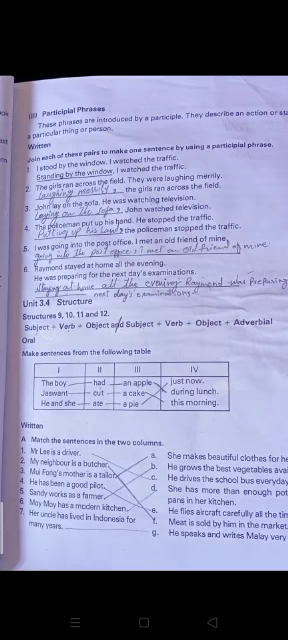 (ii) Participial Phrases
These phrases are introduced by a participle. They describe an action or sta
a particular thing or person.
Written
Join each of these pairs to make one sentence by using a participial phrase.
1. I stood by the window. I watched the traffic.
Standing by the window, I watched the traffic.
2. The girls ran across the field. They were laughing merrily.
Laughing merrily, the girls ran across the field.
3. John lay on the sofa. He was watching television.
Laying on the sofa, John watched television.
4. The policeman put up his hand. He stopped the traffic.
Putting up his hand, the policeman stopped the traffic.
5. I was going into the post office. I met an old friend of mine.
going into the post office, I met an old friend of mine
6. Raymond stayed at home all the evening.
He was preparing for the next day's examinations.
Staying at home all the evening Raymond was Preparing
next day's examinations
Unit 3.4 Structure
Structures 9, 10, 11 and 12.
Subject + Verb + Object and Subject + Verb + Object + Adverbial
Oral
Make sentences from the following table
I II III IV
The boy had an apple just now.
Jaswant cut a cake during lunch.
He and she ate a pie this morning.
Written
A Match the sentences in the two columns.
1. Mr Lee is a driver. a. She makes beautiful clothes for he
2. My neighbour is a butcher. b. He grows the best vegetables avai
3. Mui Fong's mother is a tailor. c. He drives the school bus everyday
4. He has been a good pilot. d. She has more than enough pot
pans in her kitchen.
5. Sandy works as a farmer. e. He flies aircraft carefully all the tim
6. Moy Moy has a modern kitchen. f. Meat is sold by him in the market.
7. Her uncle has lived in Indonesia for g. He speaks and writes Malay very
many years.